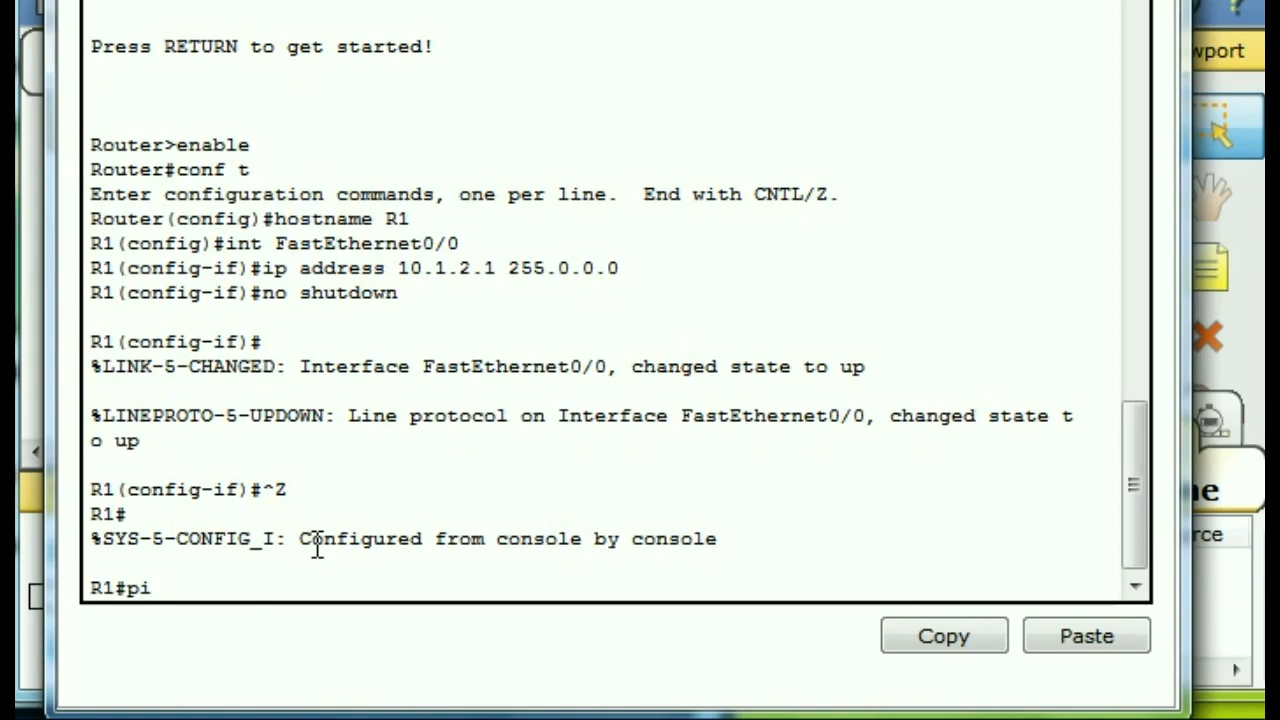 wport
Press RETURN to get started!
Router>enable
Router#conf t
Enter configuration commands, one per line.  End with CNTL/Z.
Router(config)#hostname R1
R1(config)#int FastEthernet0/0
R1(config-if)#ip address 10.1.2.1 255.0.0.0
R1(config-if)#no shutdown
R1(config-if)#
%LINK-5-CHANGED: Interface FastEthernet0/0, changed state to up
%LINEPROTO-5-UPDOWN: Line protocol on Interface FastEthernet0/0, changed state t
o up
R1(config-if)#^Z
R1#
%SYS-5-CONFIG_I: Configured from console by console
R1#pi
ne
rce
Copy
Paste